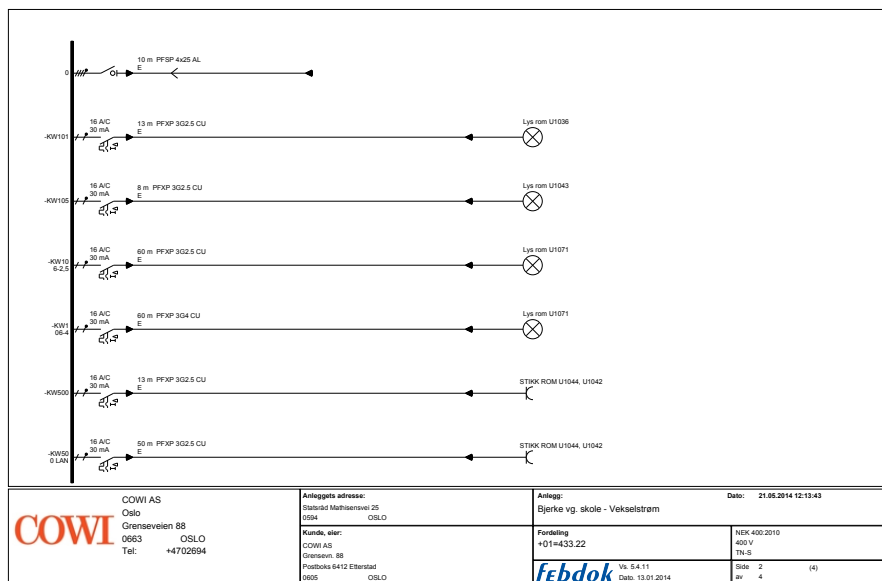 0
10 m PFSP 4x25 AL
E
-KW101
16 A/C
30 mA
13 m PFXP 3G2.5 CU
E
Lys rom U1036
-KW105
16 A/C
30 mA
8 m PFXP 3G2.5 CU
E
Lys rom U1043
-KW10
6-2,5
16 A/C
30 mA
60 m PFXP 3G2.5 CU
E
Lys rom U1071
-KW1
06-4
16 A/C
30 mA
60 m PFXP 3G4 CU
E
Lys rom U1071
-KW500
16 A/C
30 mA
13 m PFXP 3G2.5 CU
E
STIKK ROM U1044, U1042
-KW50
0 LAN
16 A/C
30 mA
50 m PFXP 3G2.5 CU
E
STIKK ROM U1044, U1042
COWI
COWI AS
Oslo
Grenseveien 88
0663 OSLO
Tel: +4702694
Anleggets adresse:
Statsråd Mathisensvei 25
0594 OSLO
Kunde, eier:
COWI AS
Grensevn. 88
Postboks 6412 Etterstad
0605 OSLO
Anlegg: Dato: 21.05.2014 12:13:43
Bjerke vg. skole - Vekselstrøm
Fordeling
+01=433.22
NEK 400:2010
400 V
TN-S
febdok
Vs. 5.4.11
Dato. 13.01.2014
Side 2 (4)
av 4